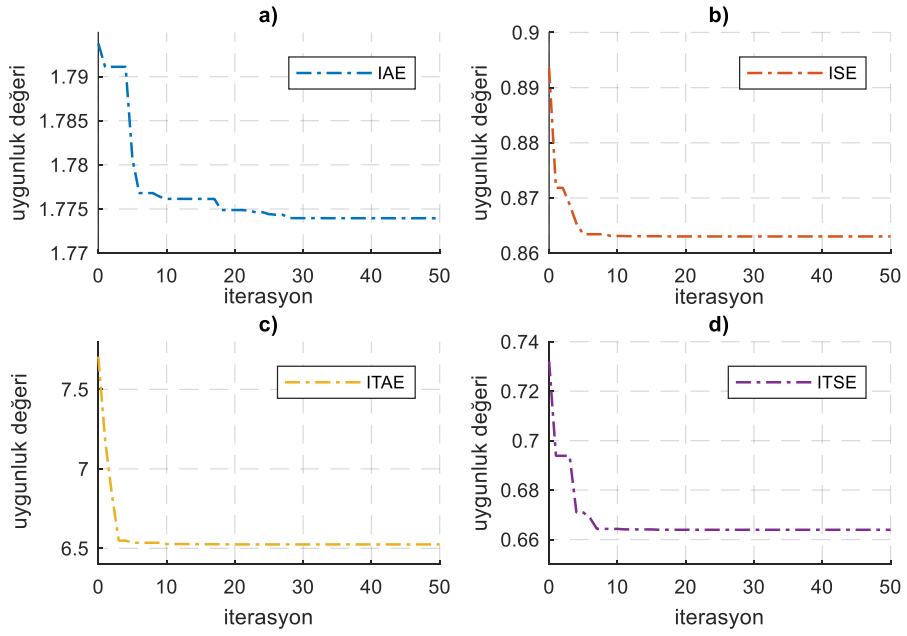 a)
uygunluk değeri
1.79
1.785
1.78
1.775
1.77
IAE
0 10 20 30 40 50
iterasyon
b)
uygunluk değeri
0.9
0.89
0.88
0.87
0.86
ISE
0 10 20 30 40 50
iterasyon
c)
uygunluk değeri
7.5
7
6.5
ITAE
0 10 20 30 40 50
iterasyon
d)
uygunluk değeri
0.74
0.72
0.7
0.68
0.66
ITSE
0 10 20 30 40 50
iterasyon